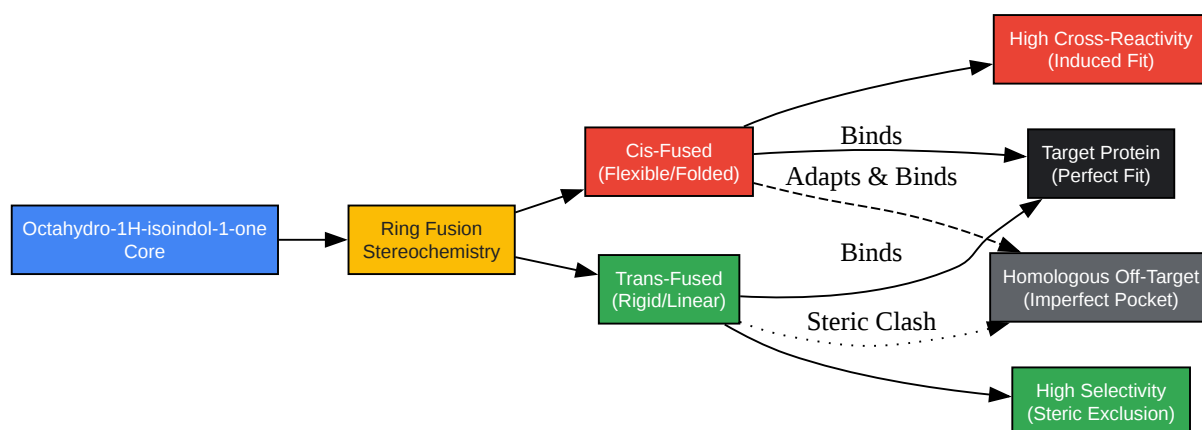 High Cross-Reactivity
(Induced Fit)
Cis-Fused
(Flexible/Folded)
Binds
Target Protein
(Perfect Fit)
Adapts & Binds
Octahydro-1H-isoindol-1-one
Core
Ring Fusion
Stereochemistry
Binds
Trans-Fused
(Rigid/Linear)
Homologous Off-Target
(Imperfect Pocket)
Steric Clash
High Selectivity
(Steric Exclusion)